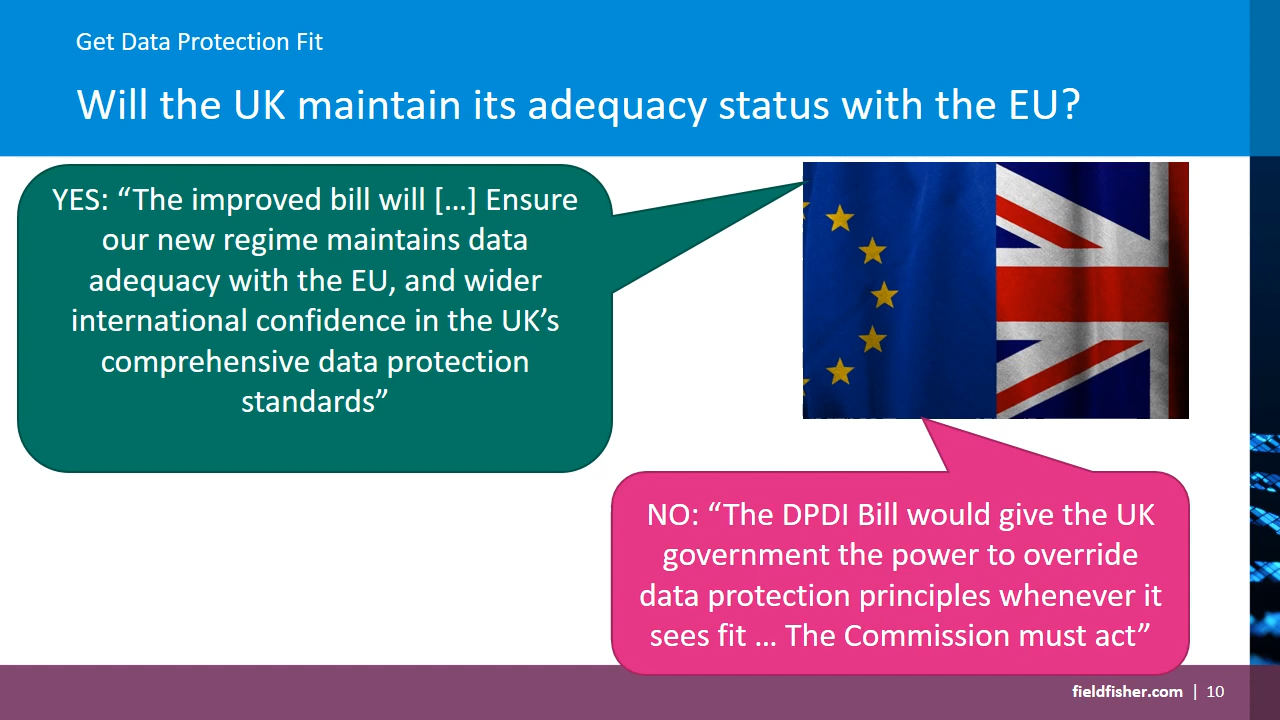 Get Data Protection Fit
Will the UK maintain its adequacy status with the EU?
YES: “The improved bill will […] Ensure
our new regime maintains data
adequacy with the EU, and wider
international confidence in the UK’s
comprehensive data protection
standards”
NO: “The DPDI Bill would give the UK
government the power to override
data protection principles whenever it
sees fit … The Commission must act”
fieldfisher.com | 10